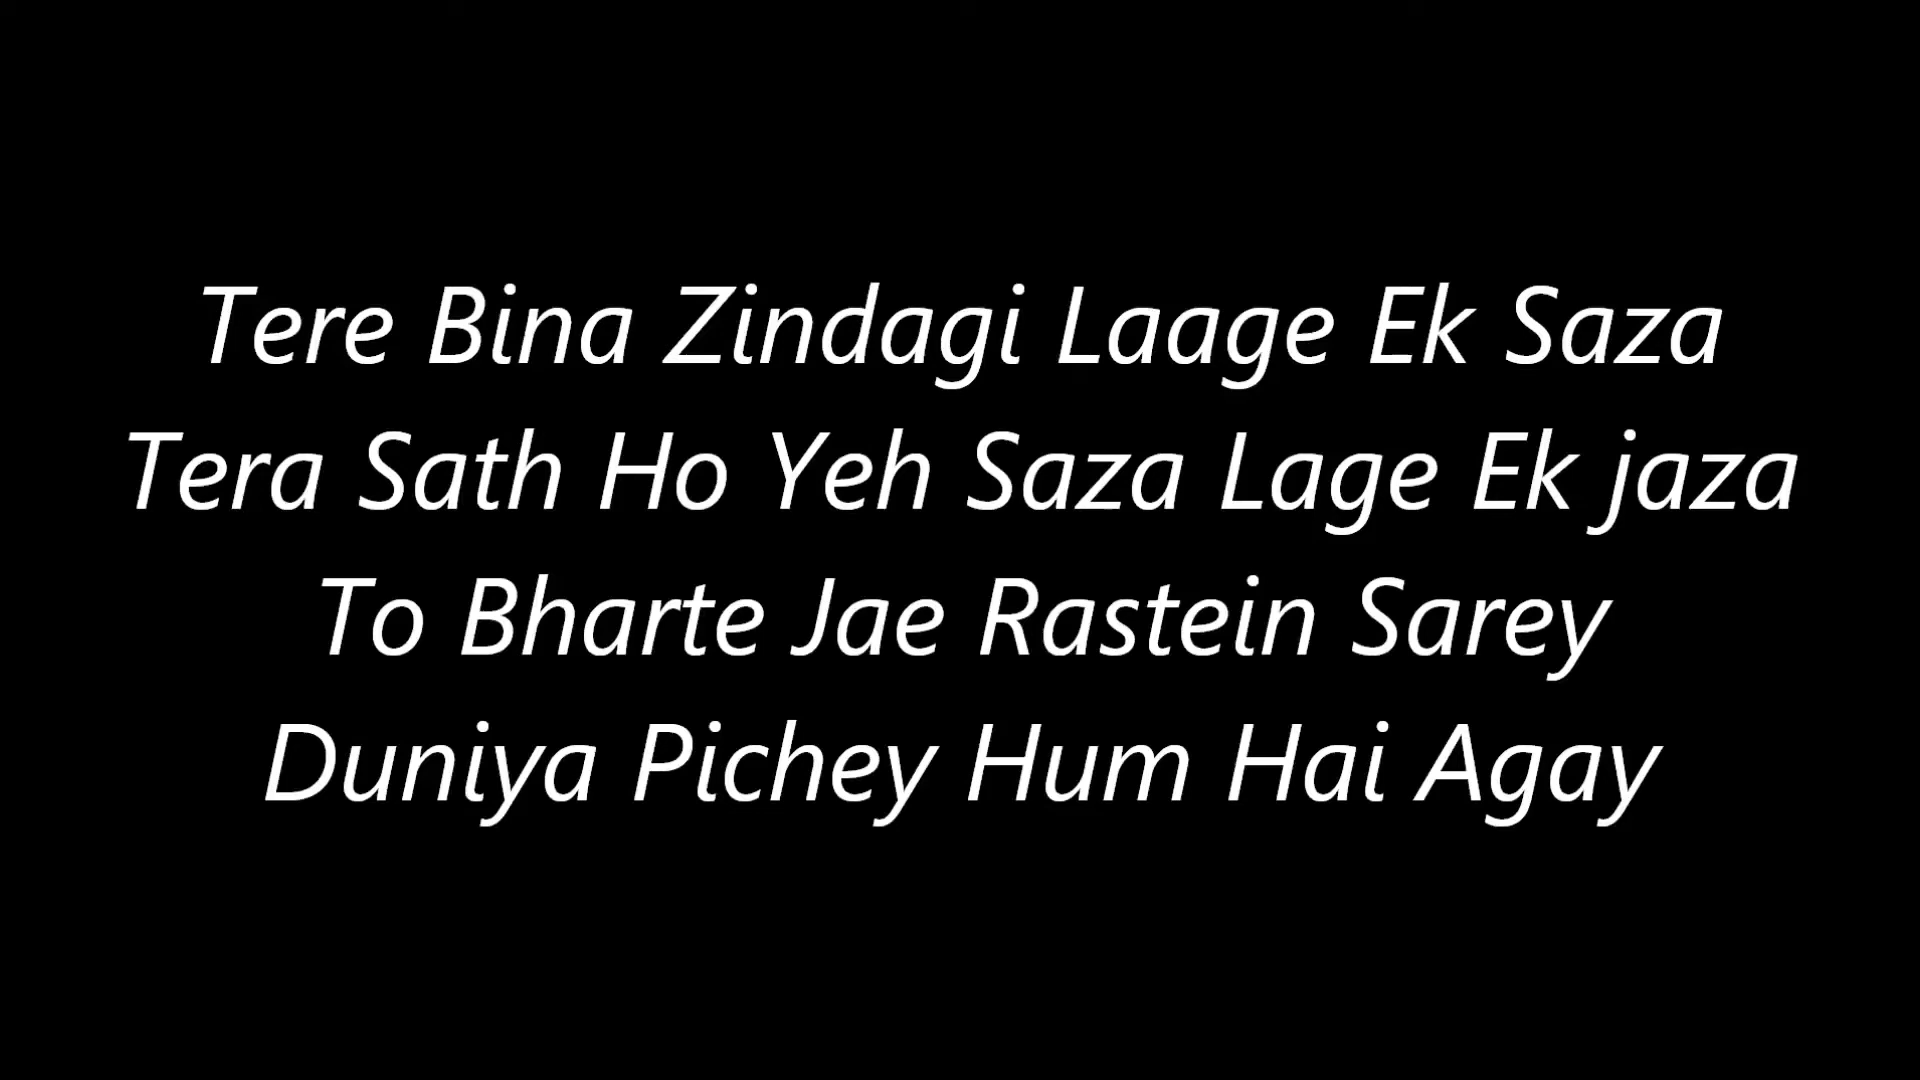 Tere Bina Zindagi Laage Ek Saza
Tera Sath Ho Yeh Saza Lage Ek jaza
To Bharte Jae Rastein Sarey
Duniya Pichey Hum Hai Agay